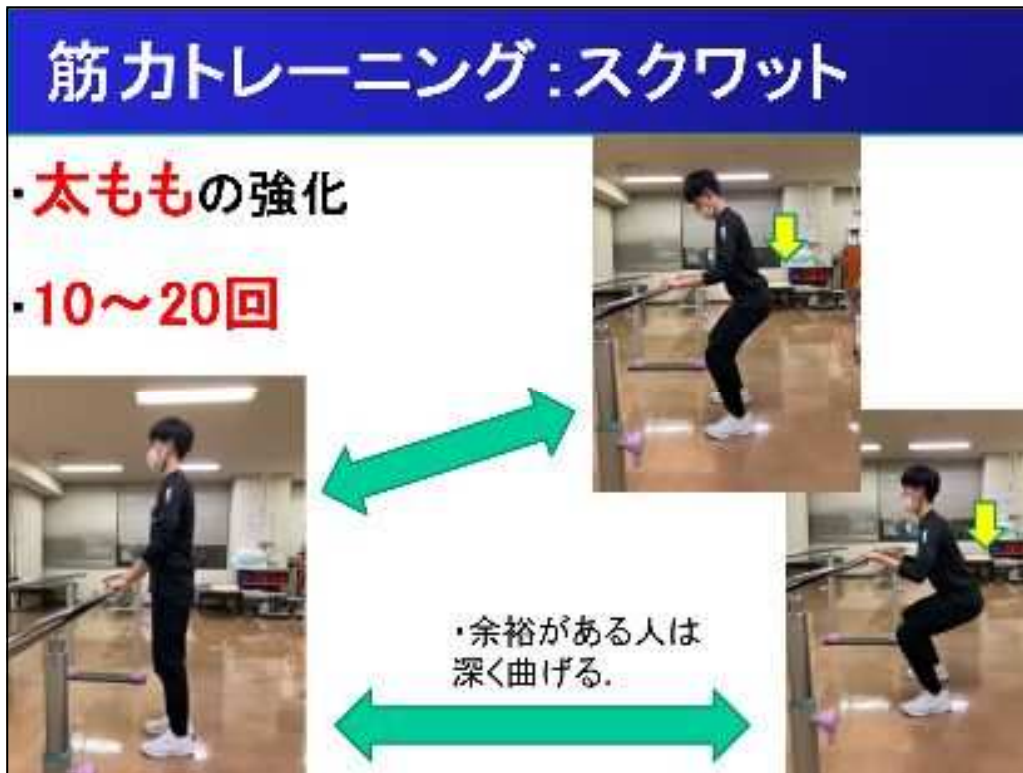 筋力トレーニング:スクワット
・太ももの強化
・10～20回
・余裕がある人は
深く曲げる.